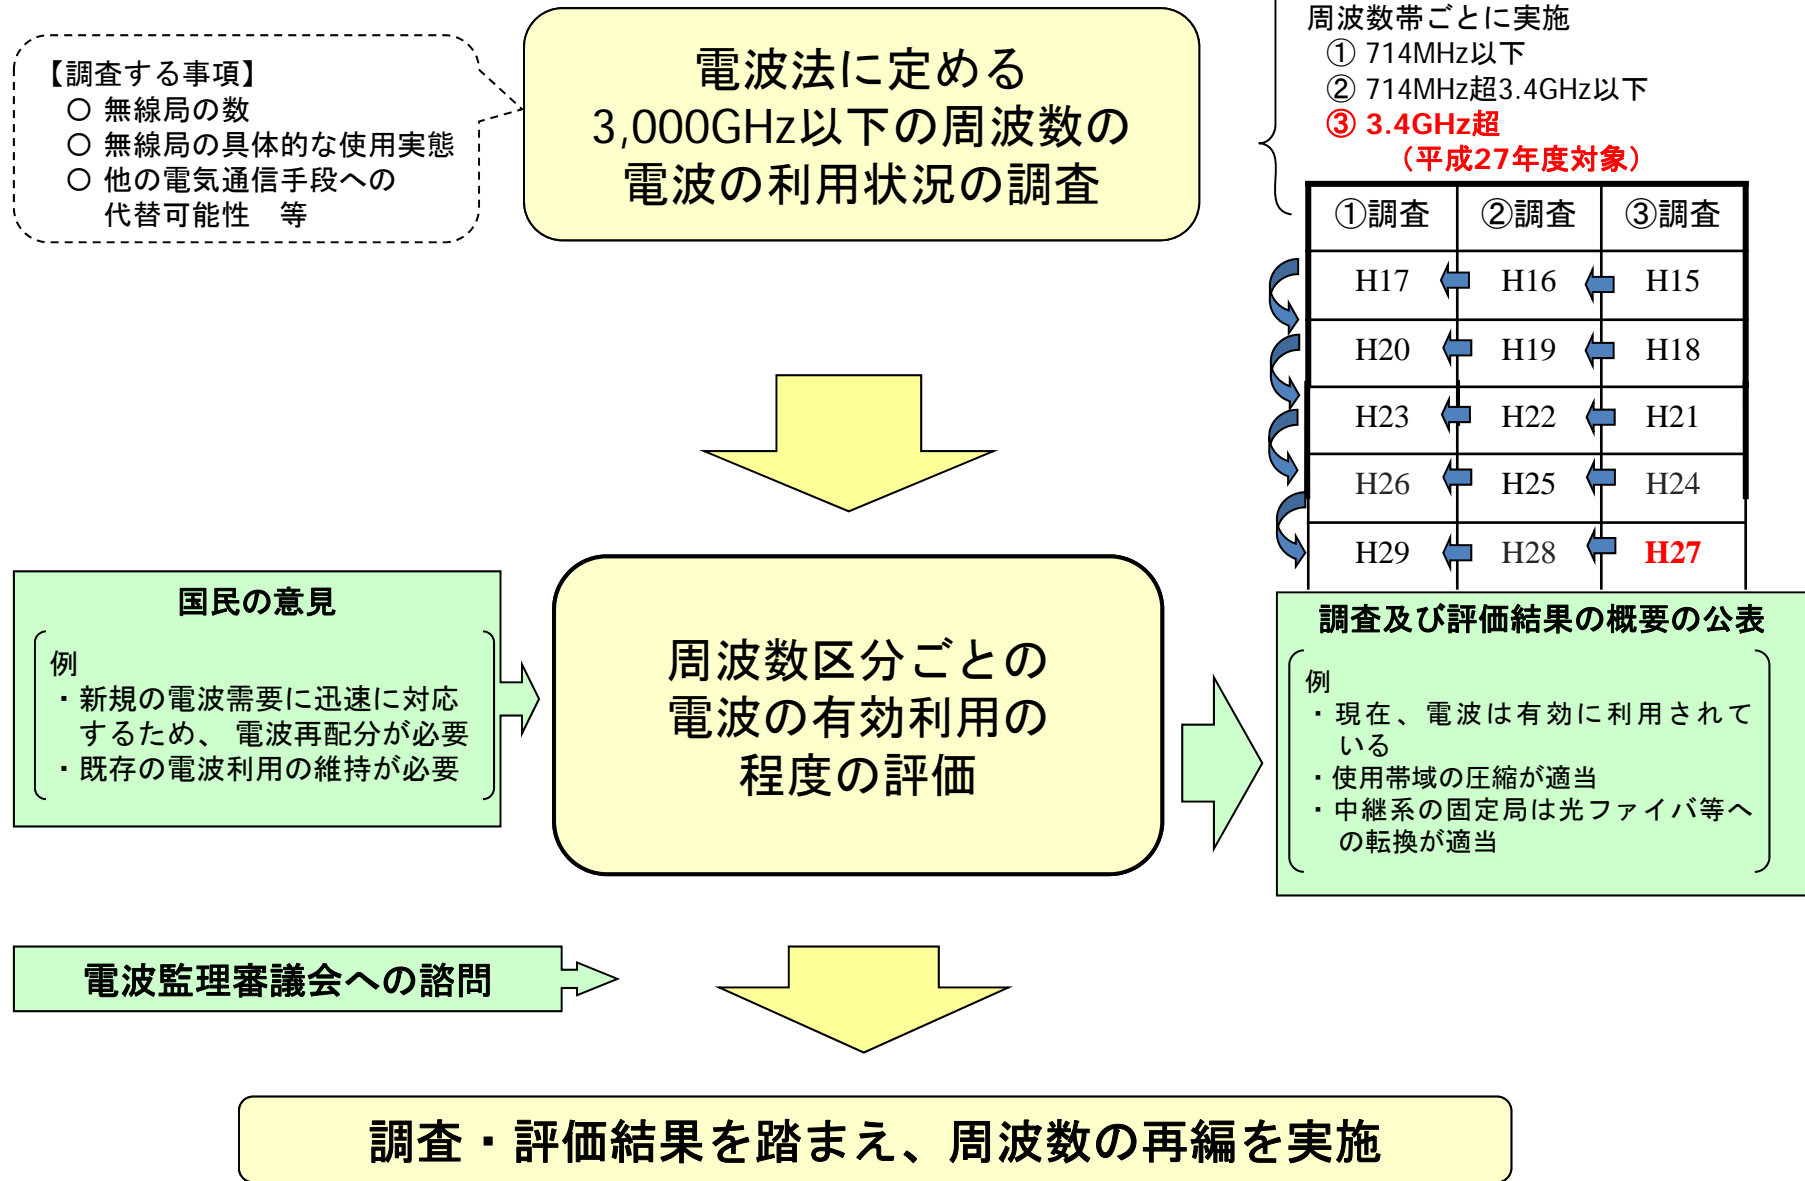 【調査する事項】
○ 無線局の数
○ 無線局の具体的な使用実態
○ 他の電気通信手段への
代替可能性　等
電波法に定める
3,000GHz以下の周波数の
電波の利用状況の調査
周波数帯ごとに実施
① 714MHz以下
② 714MHz超3.4GHz以下
③ 3.4GHz超
（平成27年度対象）
①調査 ②調査 ③調査
H17 H16 H15
H20 H19 H18
H23 H22 H21
H26 H25 H24
H29 H28 H27
国民の意見
例
・新規の電波需要に迅速に対応
するため、 電波再配分が必要
・既存の電波利用の維持が必要
周波数区分ごとの
電波の有効利用の
程度の評価
調査及び評価結果の概要の公表
例
・現在、電波は有効に利用されて
いる
・使用帯域の圧縮が適当
・中継系の固定局は光ファイバ等へ
の転換が適当
電波監理審議会への諮問
調査・評価結果を踏まえ、周波数の再編を実施